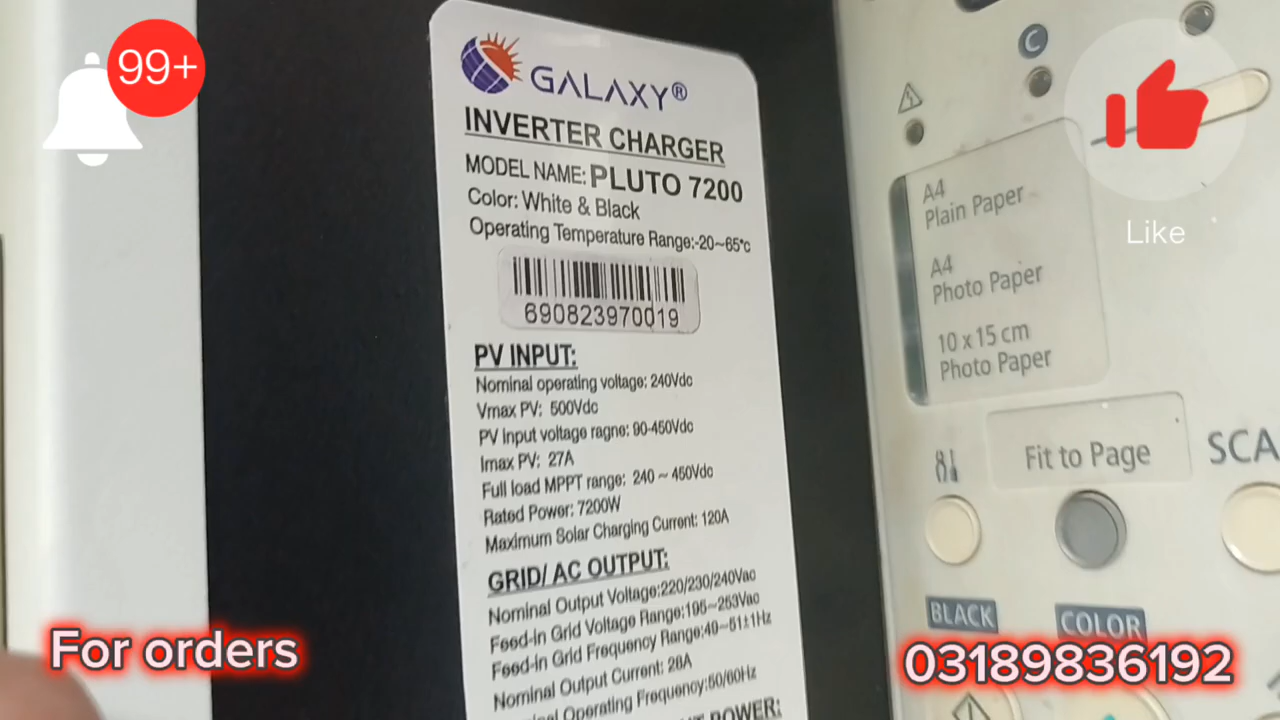 99+
GALAXY®
INVERTER CHARGER
MODEL NAME: PLUTO 7200
Color: White & Black
Operating Temperature Range:-20~65°c
690823970019
PV INPUT:
Nominal operating voltage: 240Vdc
Vmax PV: 500Vdc
PV Input voltage ragne: 90-450Vdc
Imax PV: 27A
Full load MPPT range: 240 ~ 450Vdc
Rated Power: 7200W
Maximum Solar Charging Current: 120A
GRID/ AC OUTPUT:
Nominal Output Voltage:220/230/240Vac
Feed-in Grid Voltage Range:195~253Vac
Feed-in Grid Frequency Range:49~51±1Hz
Nominal Output Current: 28A
Operating Frequency:50/60Hz
POWER:
C
A4
Plain Paper
A4
Photo Paper
10 x 15 cm
Photo Paper
Fit to Page
SCA
BLACK
COLOR
Like
For orders
03189836192